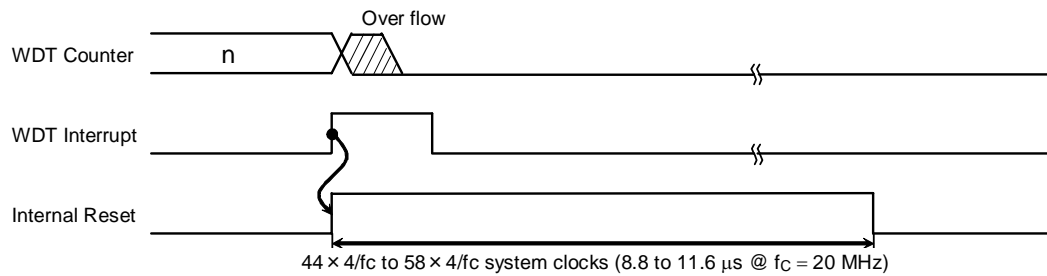 Over flow
WDT Counter
n
WDT Interrupt
Internal Reset
44 × 4/fc to 58 × 4/fc system clocks (8.8 to 11.6 μs @ fC = 20 MHz)